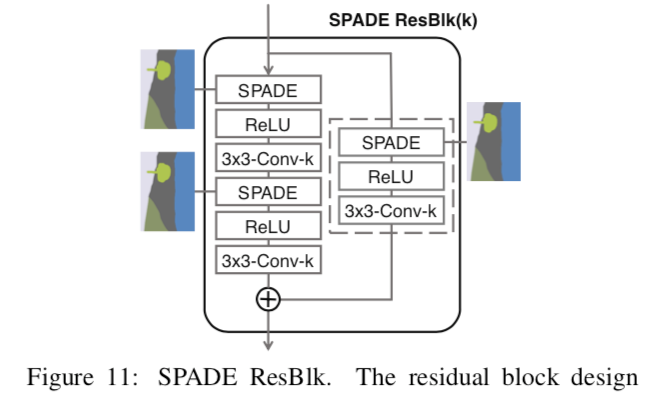 SPADE ResBlk(k)
SPADE
ReLU
3x3-Conv-k
SPADE
ReLU
3x3-Conv-k
SPADE
ReLU
3x3-Conv-k
Figure 11: SPADE ResBlk. The residual block design